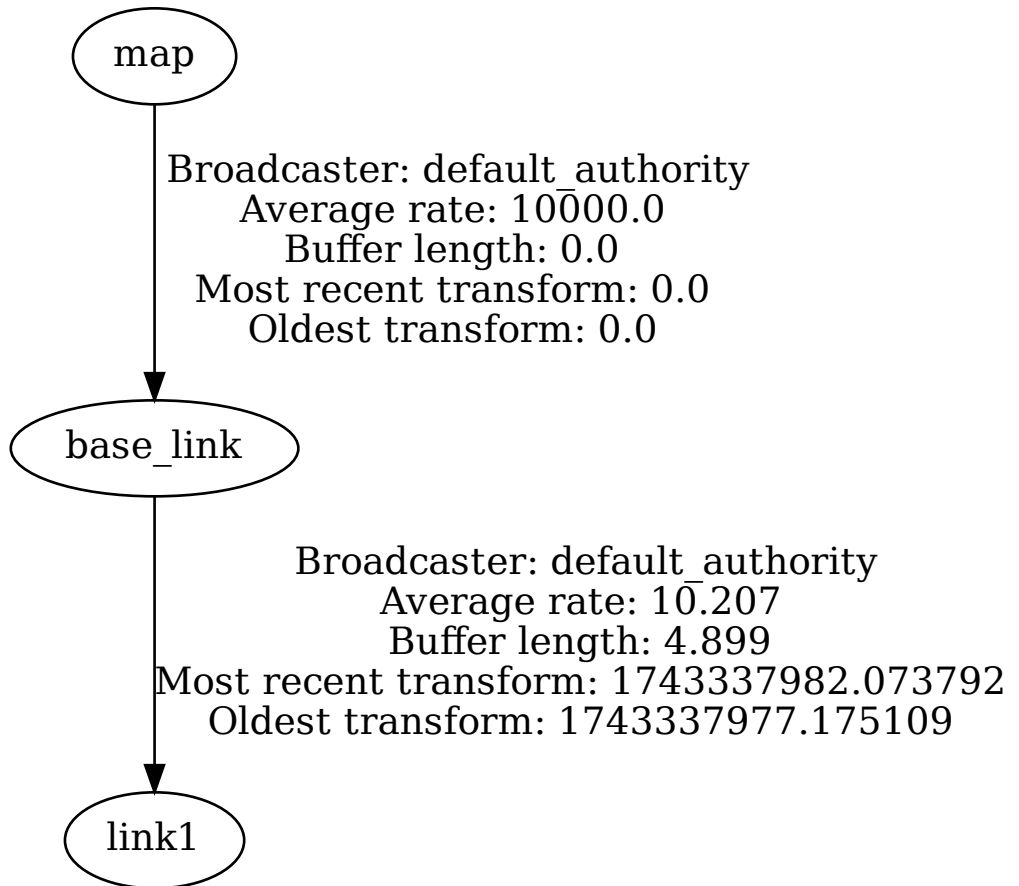 map
Broadcaster: default_authority
Average rate: 10000.0
Buffer length: 0.0
Most recent transform: 0.0
Oldest transform: 0.0
base_link
Broadcaster: default_authority
Average rate: 10.207
Buffer length: 4.899
Most recent transform: 1743337982.073792
Oldest transform: 1743337977.175109
link1